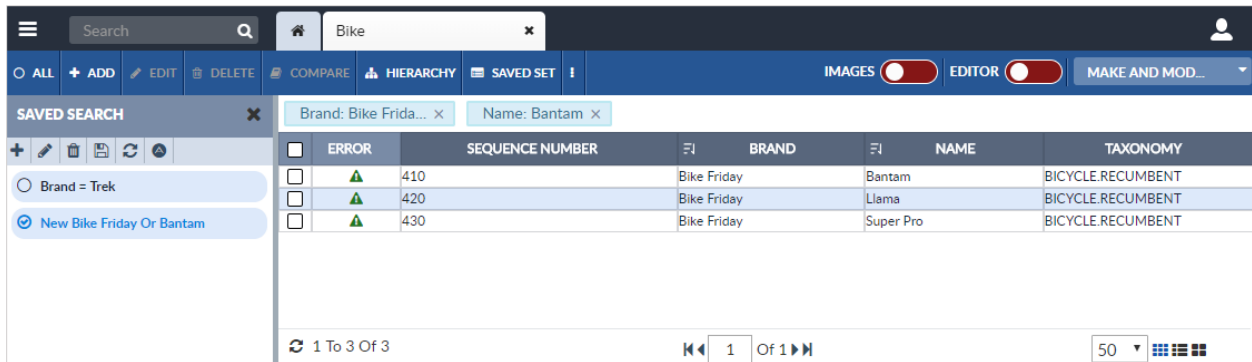 Search Bike
ALL ADD EDIT DELETE COMPARE HIERARCHY SAVED SET IMAGES EDITOR MAKE AND MOD...
SAVED SEARCH
Brand = Trek
New Bike Friday Or Bantam
Brand: Bike Frida... × Name: Bantam ×
ERROR SEQUENCE NUMBER BRAND NAME TAXONOMY
410 Bike Friday Bantam BICYCLE.RECUMBENT
420 Bike Friday Llama BICYCLE.RECUMBENT
430 Bike Friday Super Pro BICYCLE.RECUMBENT
1 To 3 Of 3 1 Of 1 50